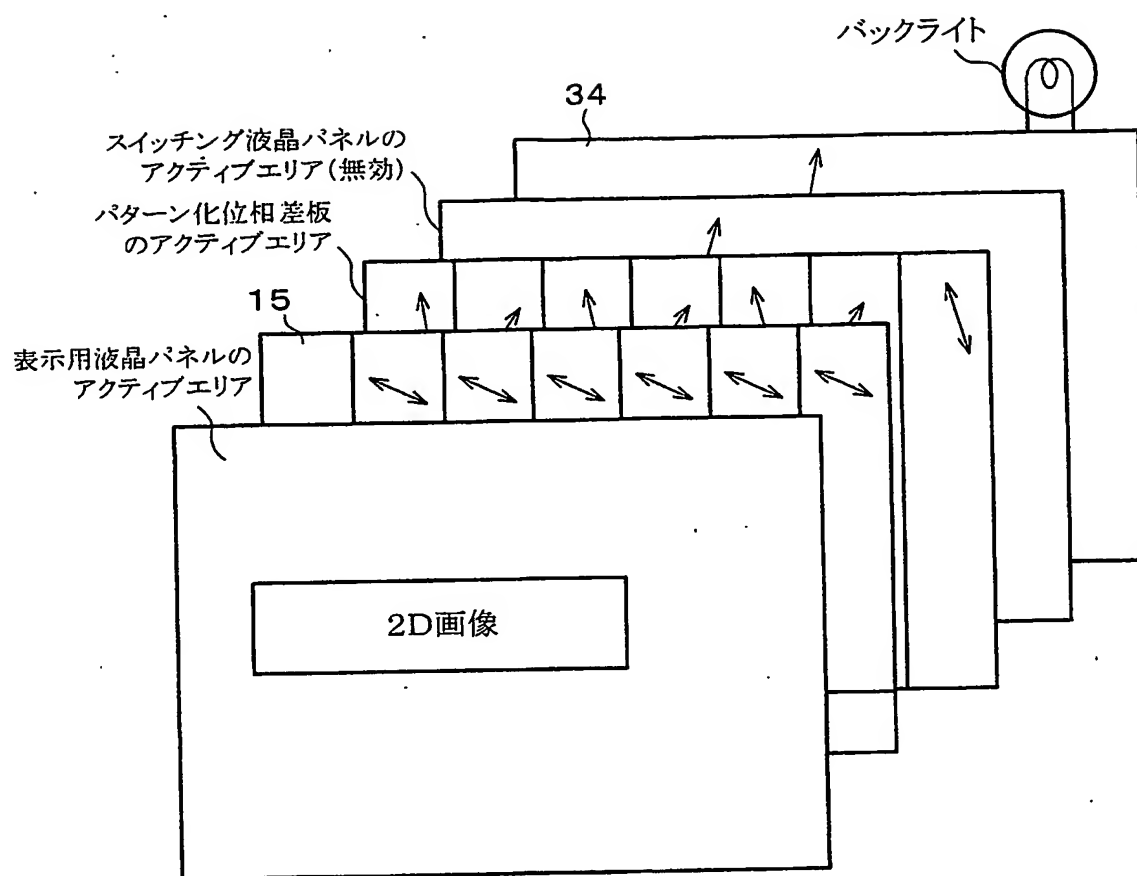 バックライト
34
スイッチング液晶パネルの
アクティブエリア(無効)
パターン化位相差板
のアクティブエリア
15
表示用液晶パネルの
アクティブエリア
2D画像